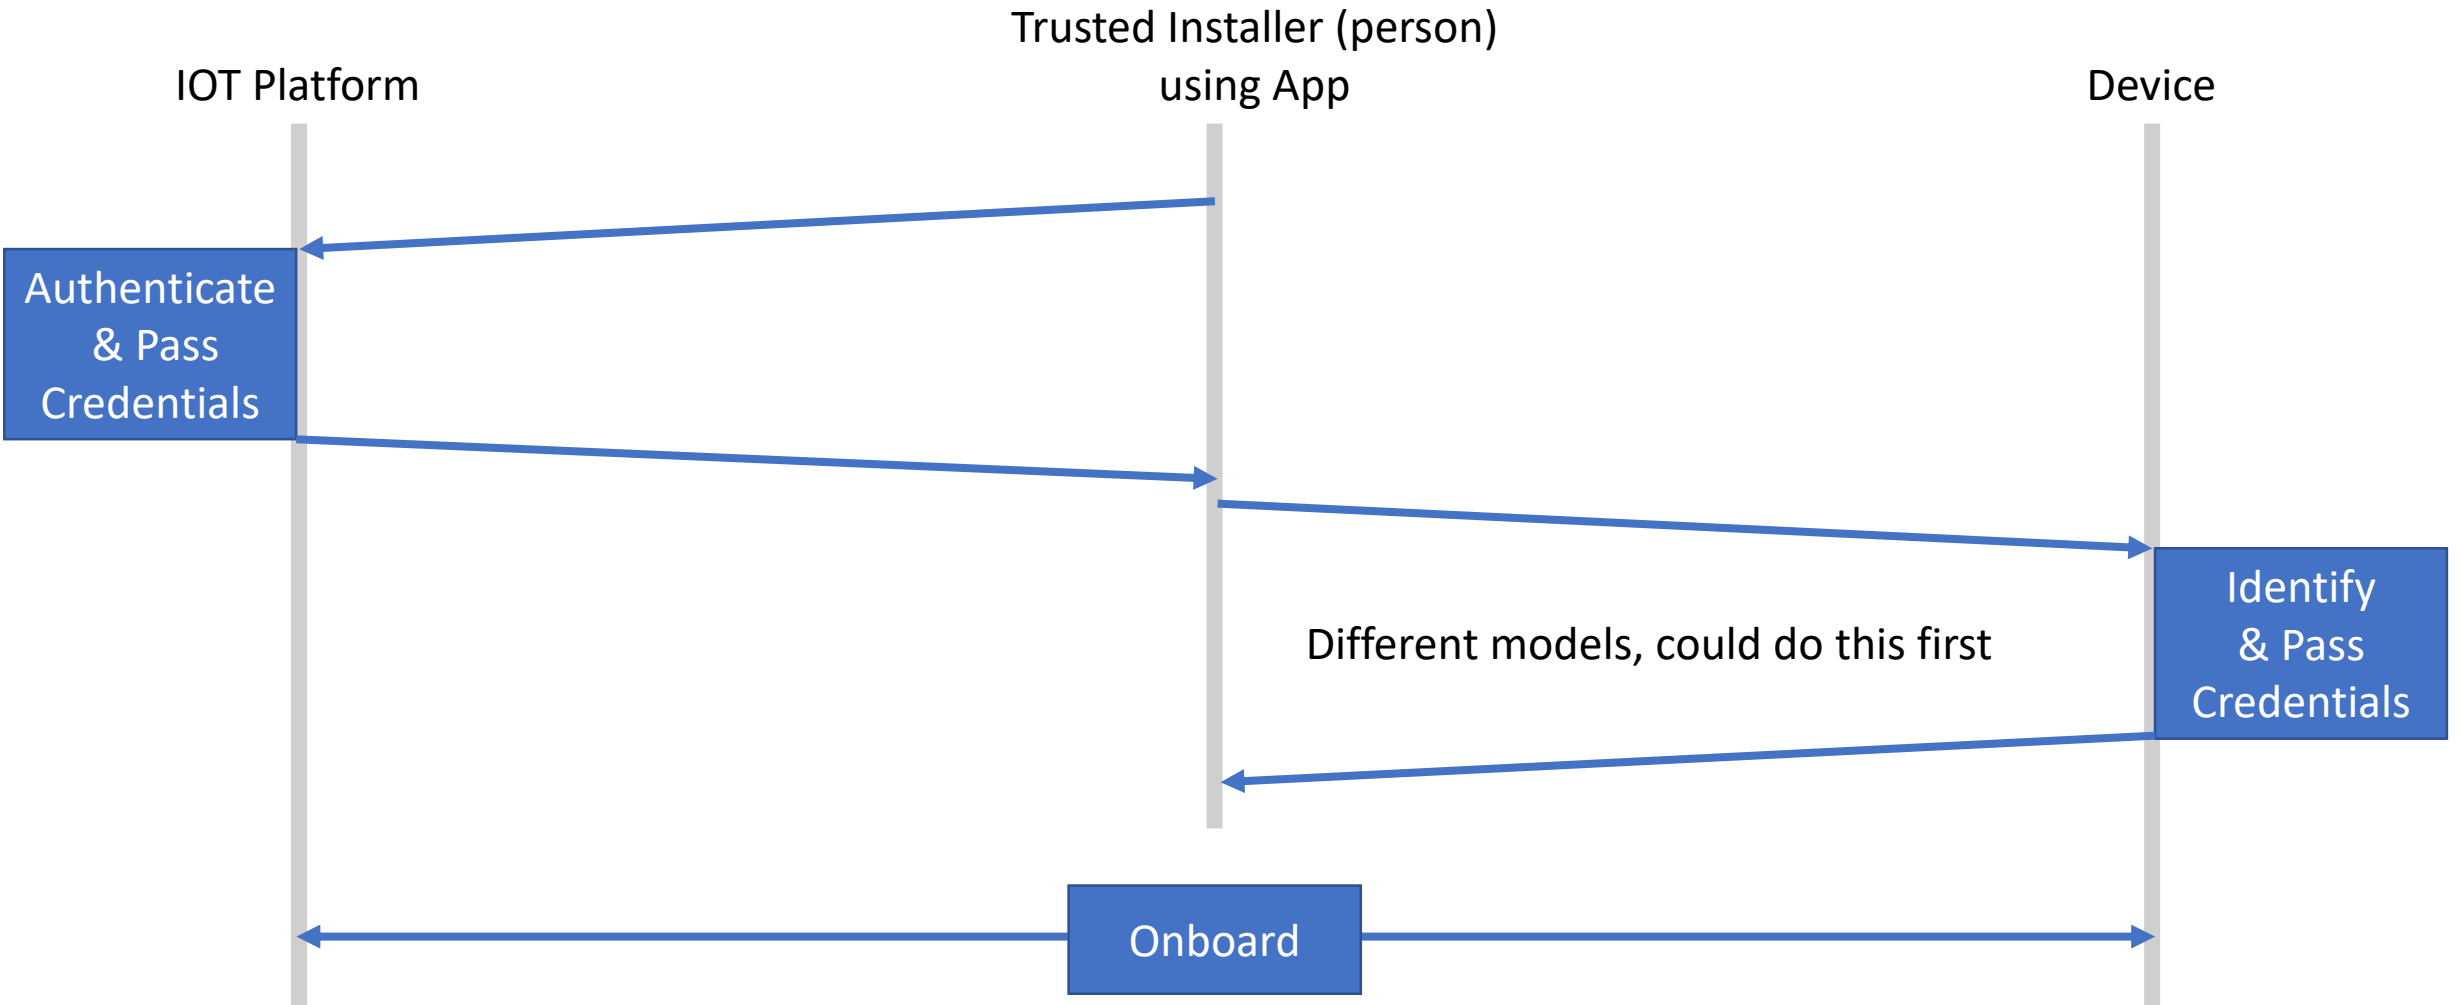 Trusted Installer (person)
using App
IOT Platform
Device
Authenticate
& Pass
Credentials
Identify
& Pass
Credentials
Different models, could do this first
Onboard